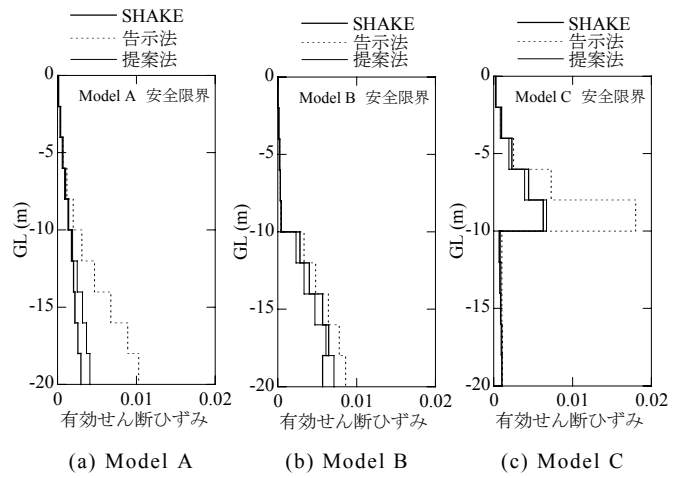 SHAKE
告示法
提案法
SHAKE
告示法
提案法
SHAKE
告示法
提案法
0
-5
-10
-15
-20
GL (m)
Model A 安全限界
0
0.01
0.02
有効せん断ひずみ
(a) Model A
0
-5
-10
-15
-20
GL (m)
Model B 安全限界
0
0.01
0.02
有効せん断ひずみ
(b) Model B
0
-5
-10
-15
-20
GL (m)
Model C 安全限界
0
0.01
0.02
有効せん断ひずみ
(c) Model C